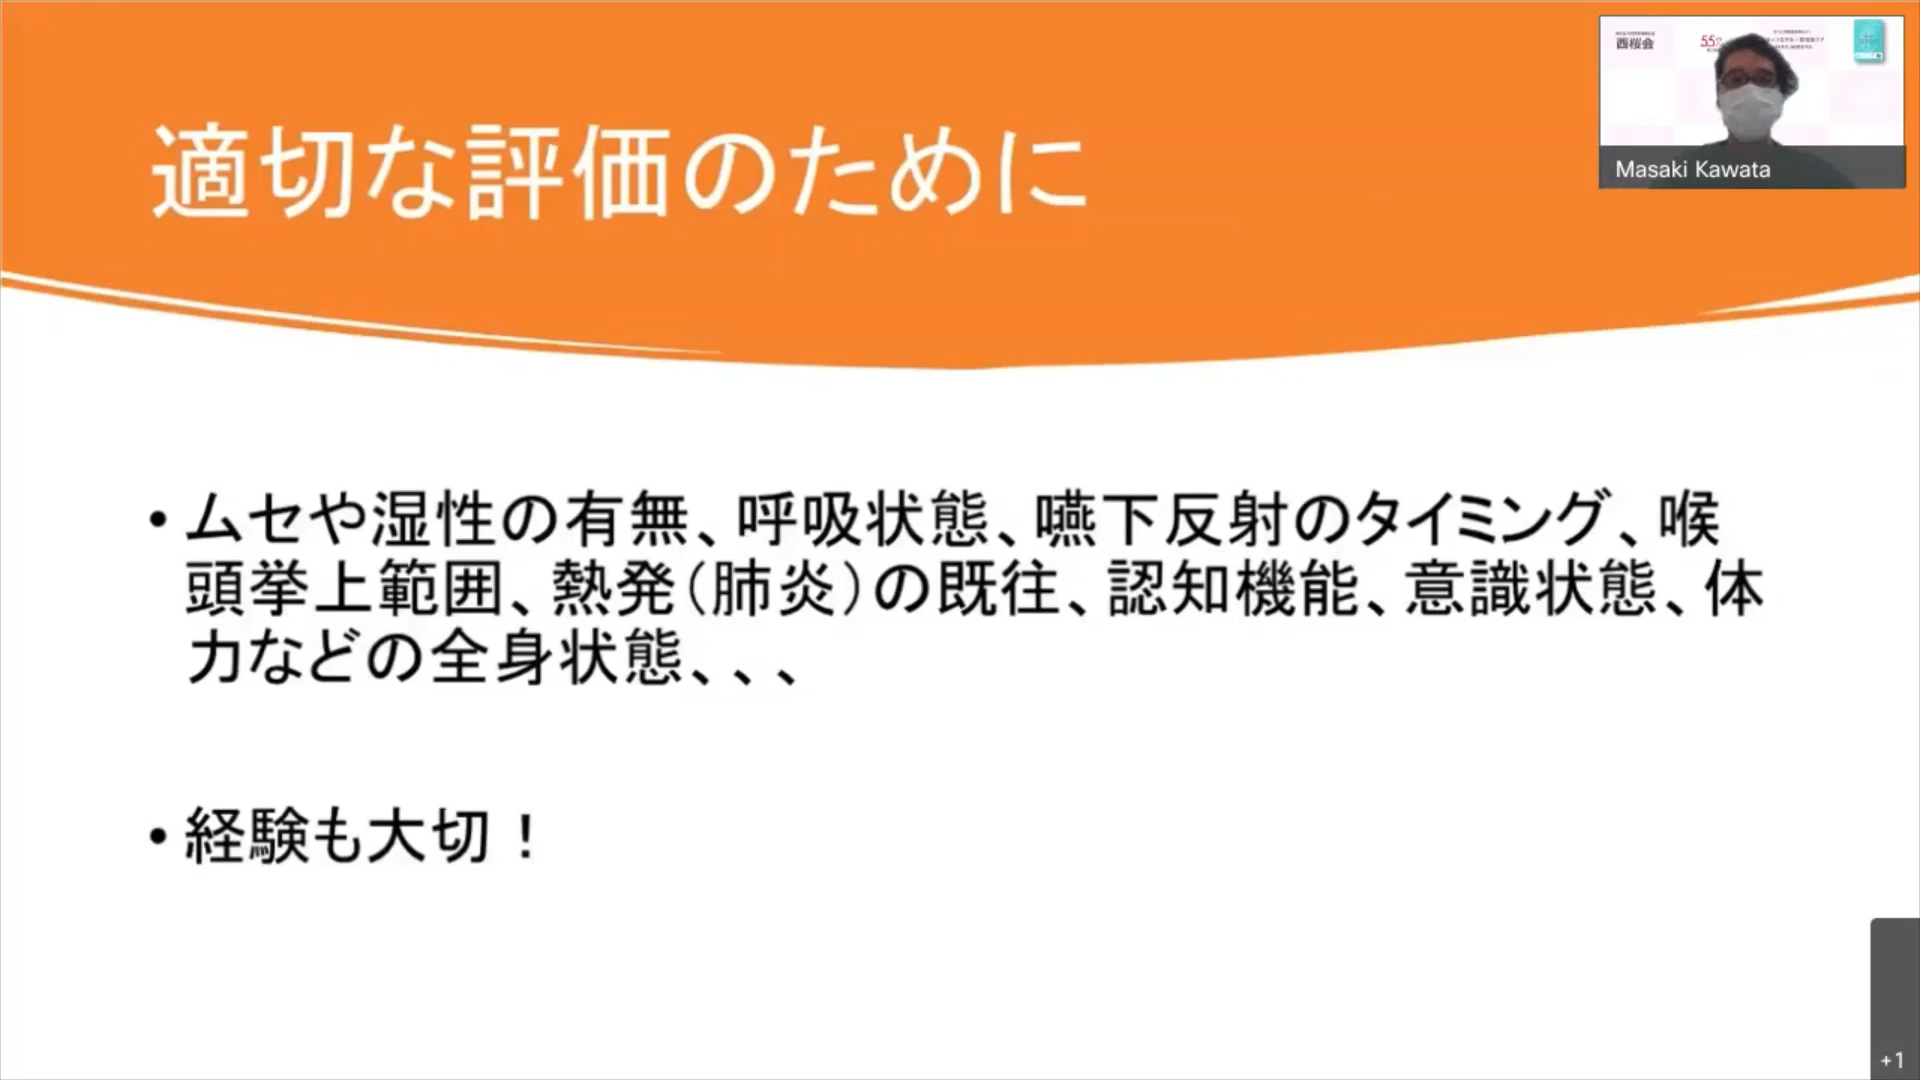 適切な評価のために
西桜会
Masaki Kawata
• ムセや湿性の有無、呼吸状態、嚥下反射のタイミング、喉
頭挙上範囲、熱発（肺炎）の既往、認知機能、意識状態、体
力などの全身状態、、、
• 経験も大切！
+1